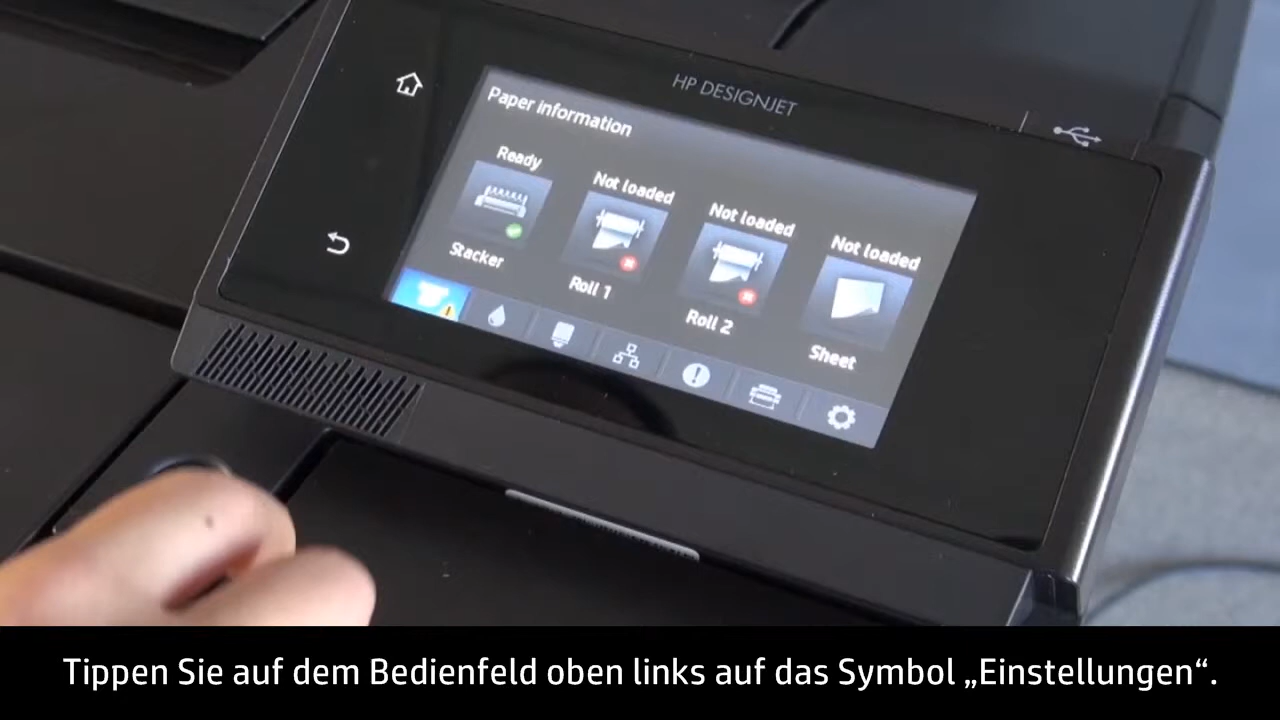 HP DESIGNJET
Paper information
Ready
Not loaded
Not loaded
Not loaded
Stacker
Roll 1
Roll 2
Sheet
Tippen Sie auf dem Bedienfeld oben links auf das Symbol „Einstellungen“.